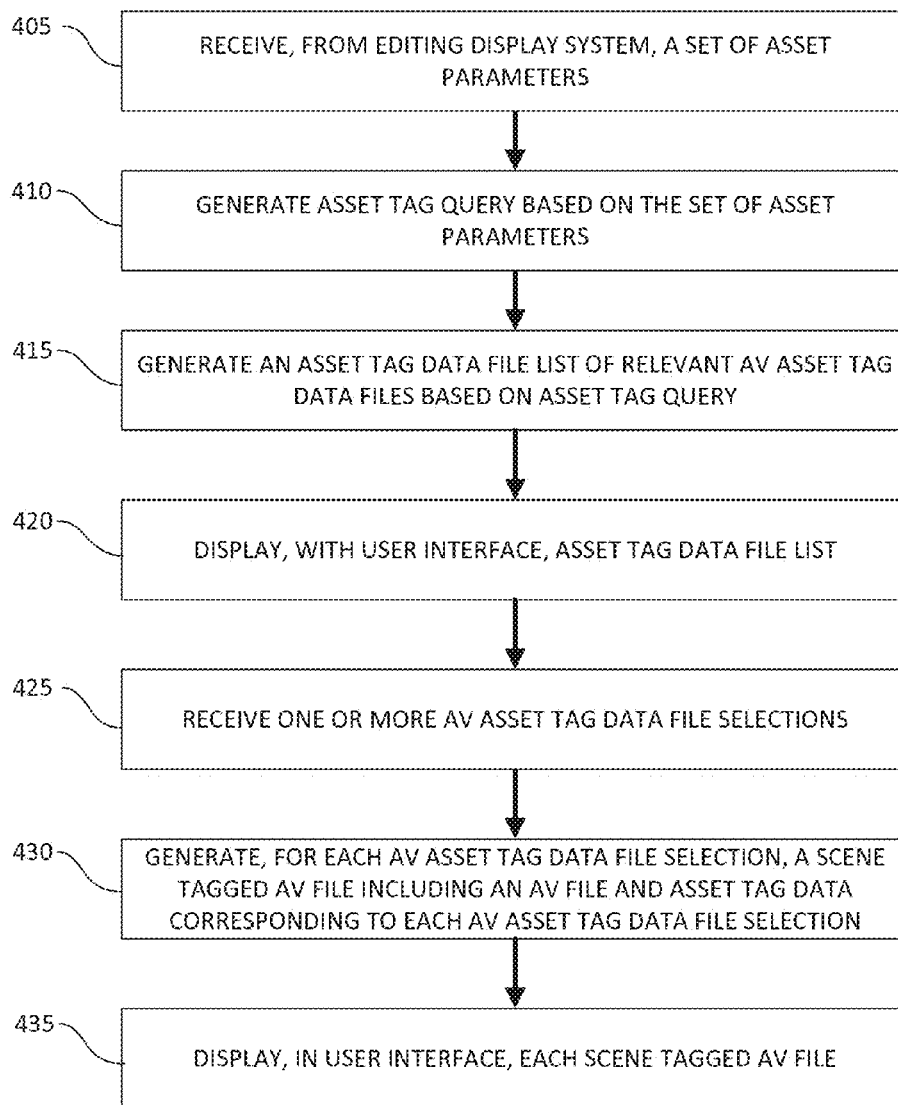 405
RECEIVE, FROM EDITING DISPLAY SYSTEM, A SET OF ASSET
PARAMETERS
410
GENERATE ASSET TAG QUERY BASED ON THE SET OF ASSET
PARAMETERS
415
GENERATE AN ASSET TAG DATA FILE LIST OF RELEVANT AV ASSET TAG
DATA FILES BASED ON ASSET TAG QUERY
420
DISPLAY, WITH USER INTERFACE, ASSET TAG DATA FILE LIST
425
RECEIVE ONE OR MORE AV ASSET TAG DATA FILE SELECTIONS
430
GENERATE, FOR EACH AV ASSET TAG DATA FILE SELECTION, A SCENE
TAGGED AV FILE INCLUDING AN AV FILE AND ASSET TAG DATA
CORRESPONDING TO EACH AV ASSET TAG DATA FILE SELECTION
435
DISPLAY, IN USER INTERFACE, EACH SCENE TAGGED AV FILE